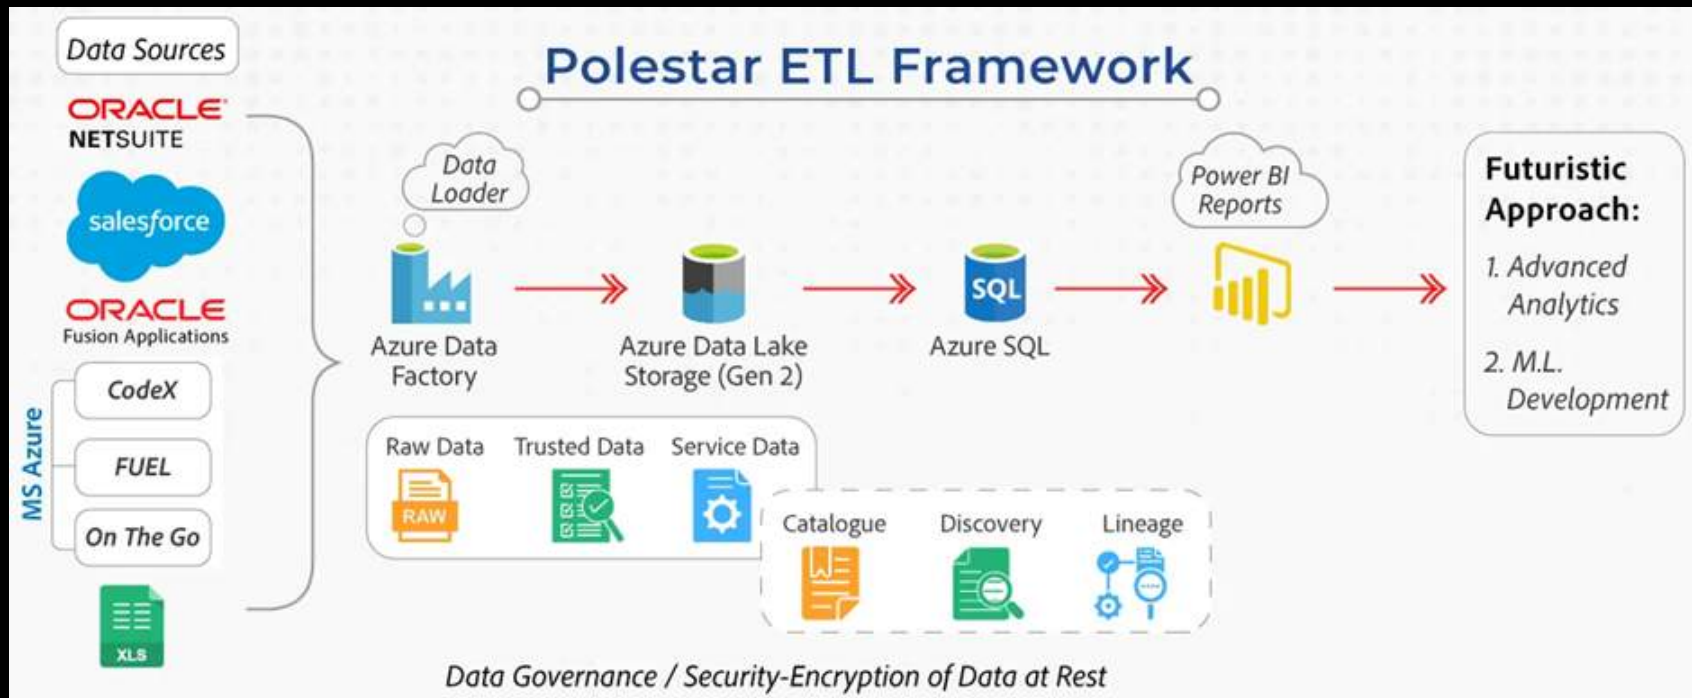 Data Sources
Polestar ETL Framework
ORACLE
NETSUITE
salesforce
ORACLE
Fusion Applications
MS Azure
CodeX
FUEL
On The Go
XLS
Data
Loader
Azure Data
Factory
Azure Data Lake
Storage (Gen 2)
SQL
Azure SQL
Power BI
Reports
Futuristic
Approach:
1. Advanced
Analytics
2. M.L.
Development
Raw Data
Trusted Data
Service Data
RAW
Catalogue
Discovery
Lineage
Data Governance / Security-Encryption of Data at Rest